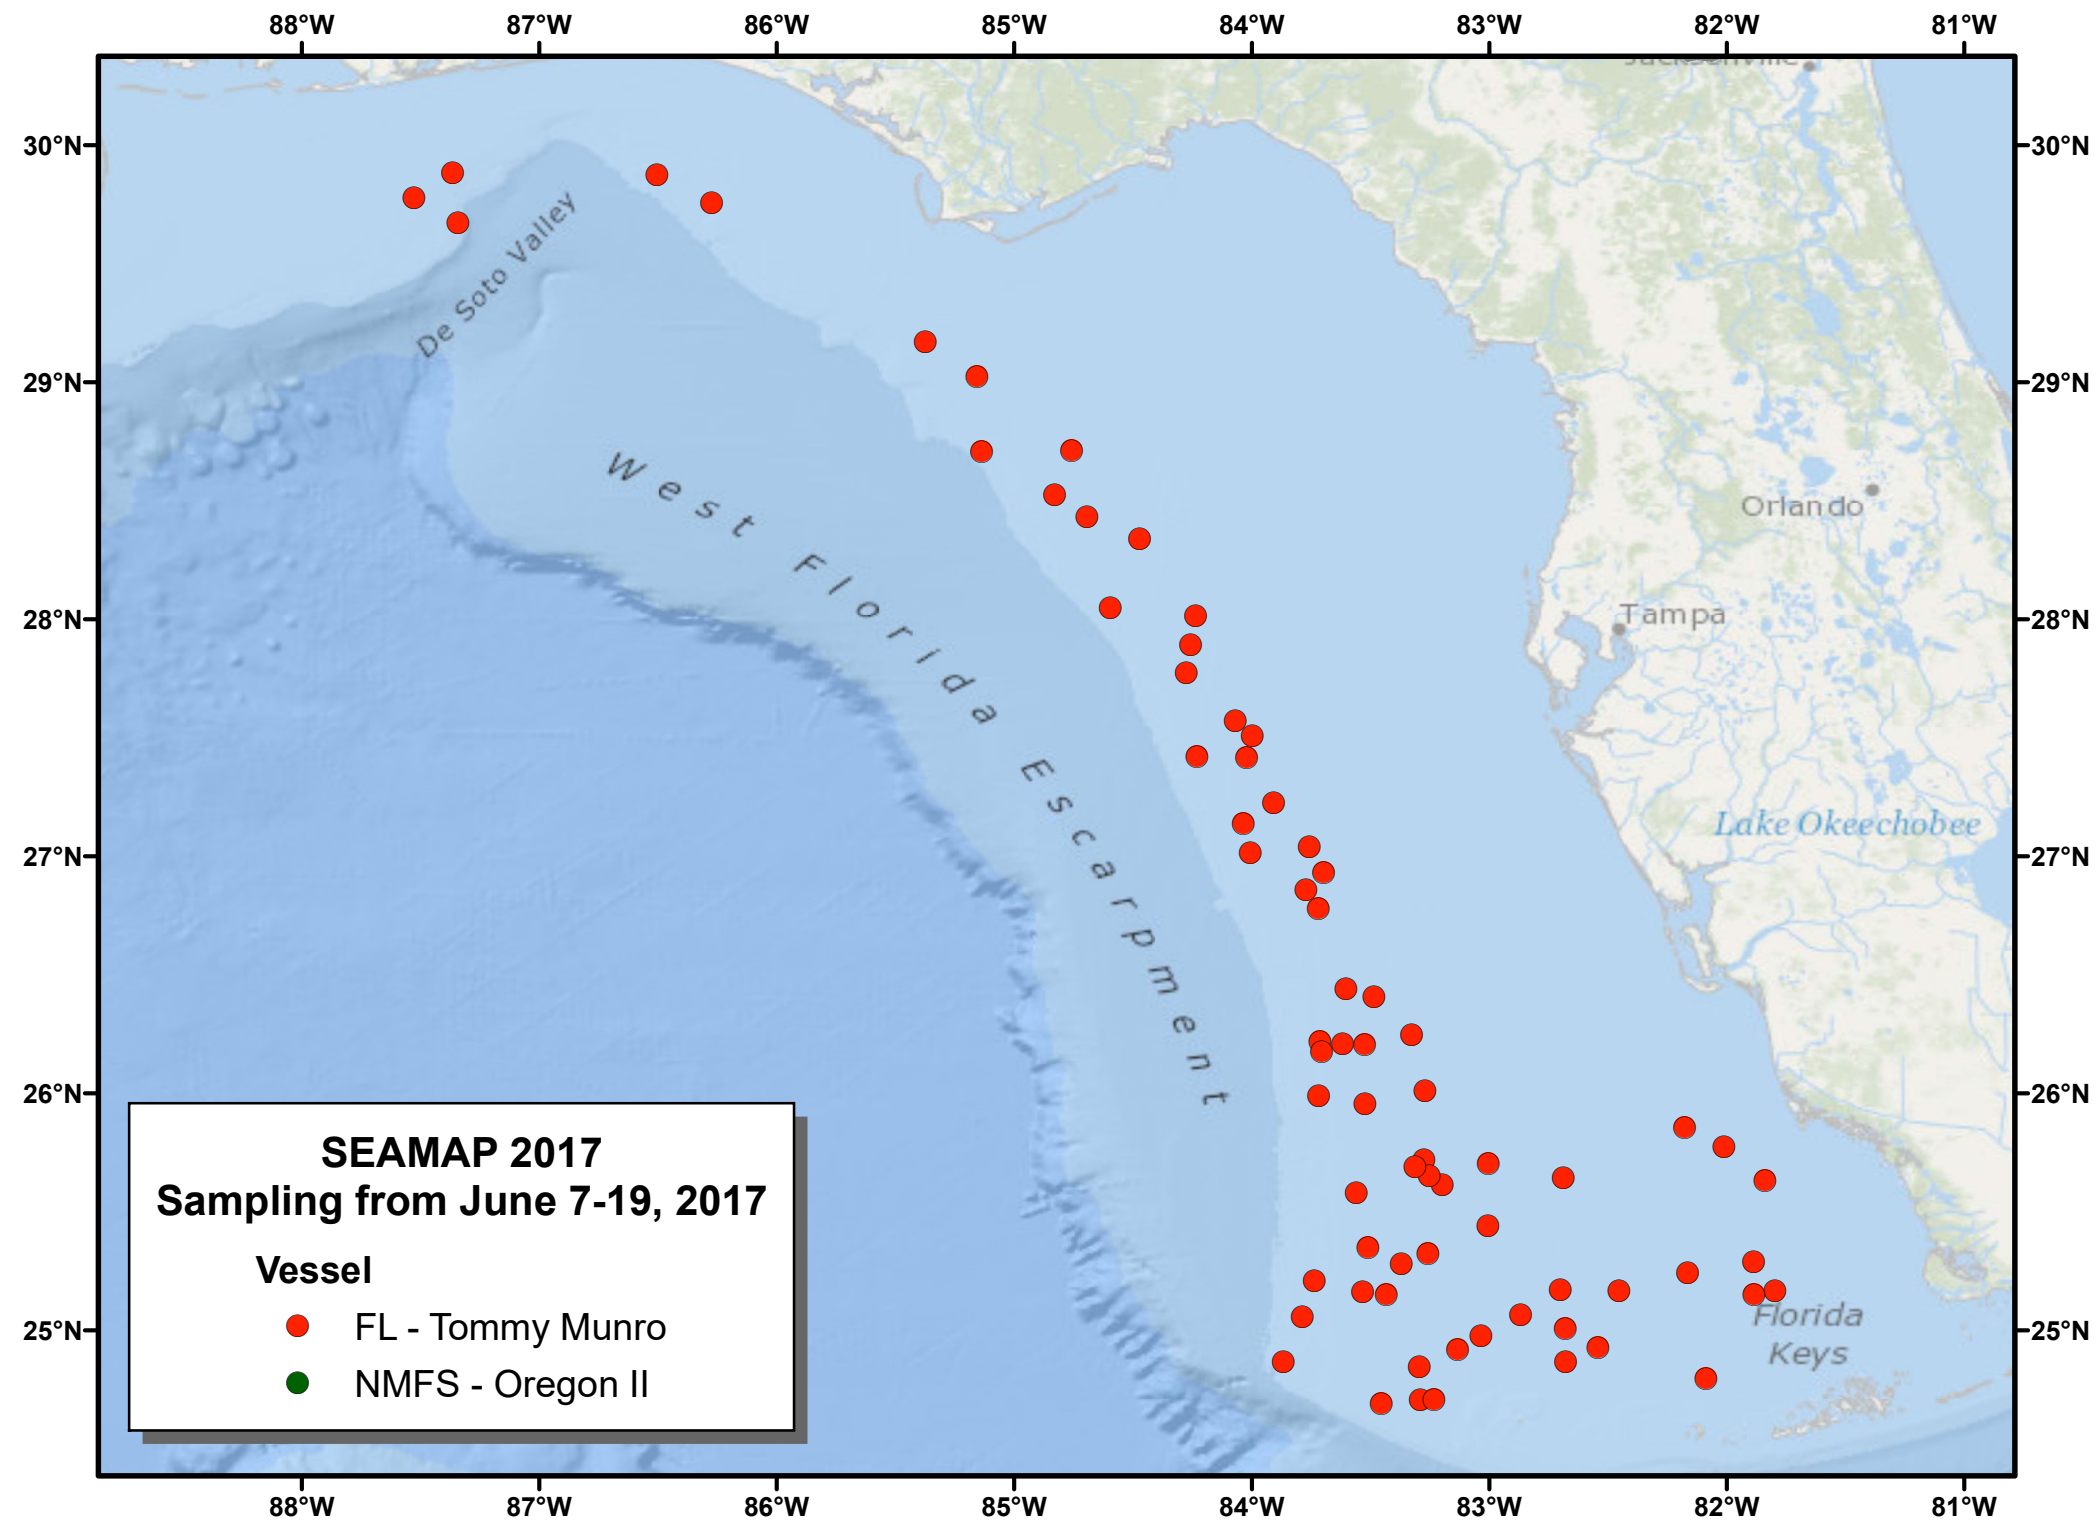 88°W 87°W 86°W 85°W 84°W 83°W 82°W 81°W
Jacksonville
30°N 30°N
De Soto Valley
29°N 29°N
West Florida Escarpment
Orlando
28°N 28°N
Tampa
Lake Okeechobee
27°N 27°N
26°N 26°N
SEAMAP 2017
Sampling from June 7-19, 2017
Vessel
FL - Tommy Munro
NMFS - Oregon II
25°N 25°N
Florida
Keys
88°W 87°W 86°W 85°W 84°W 83°W 82°W 81°W